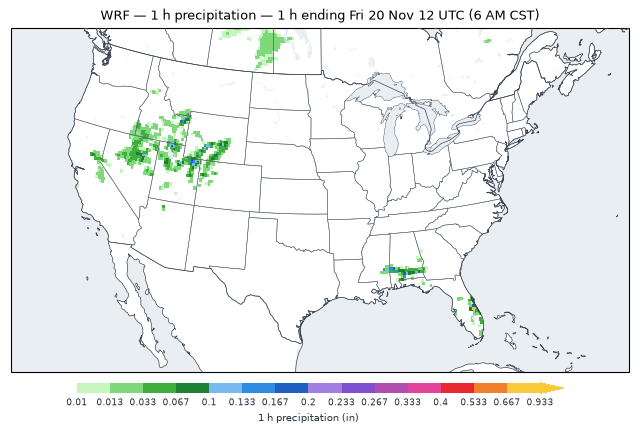 WRF — 1 h precipitation — 1 h ending Fri 20 Nov 12 UTC (6 AM CST)
0.01 0.013 0.033 0.067 0.1 0.133 0.167 0.2 0.233 0.267 0.333 0.4 0.533 0.667 0.933
1 h precipitation (in)